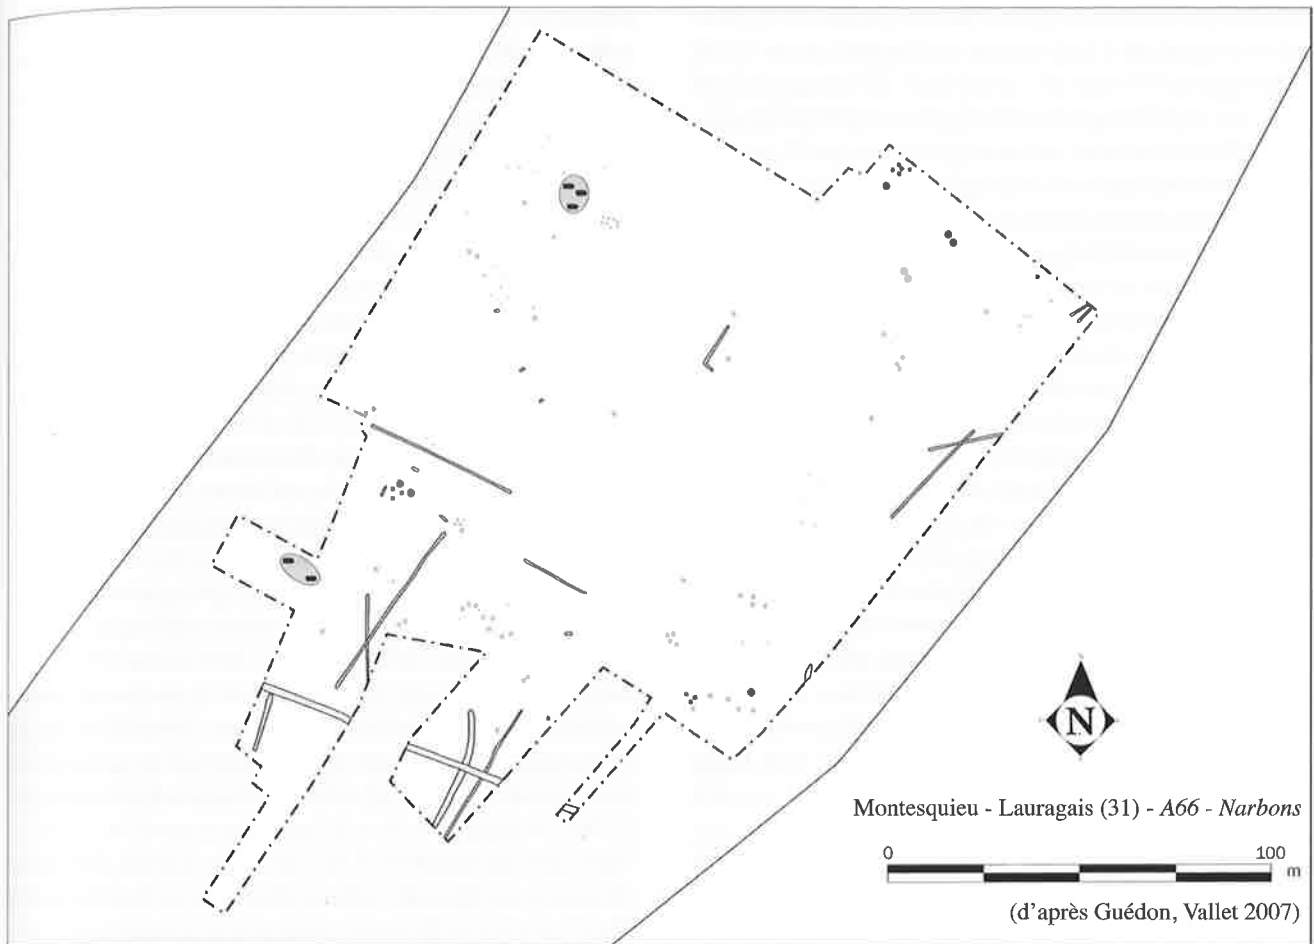 N
Montesquieu - Lauragais (31) - A66 - Narbons
0 100
m
(d'après Guédon, Vallet 2007)